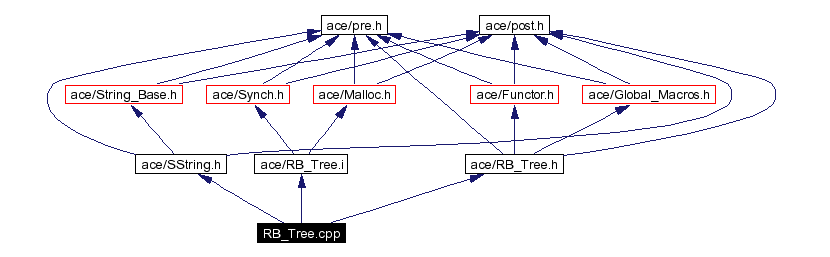 ace/pre.h
ace/post.h
ace/String_Base.h
ace/Synch.h
ace/Malloc.h
ace/Functor.h
ace/Global_Macros.h
ace/SString.h
ace/RB_Tree.i
ace/RB_Tree.h
RB_Tree.cpp